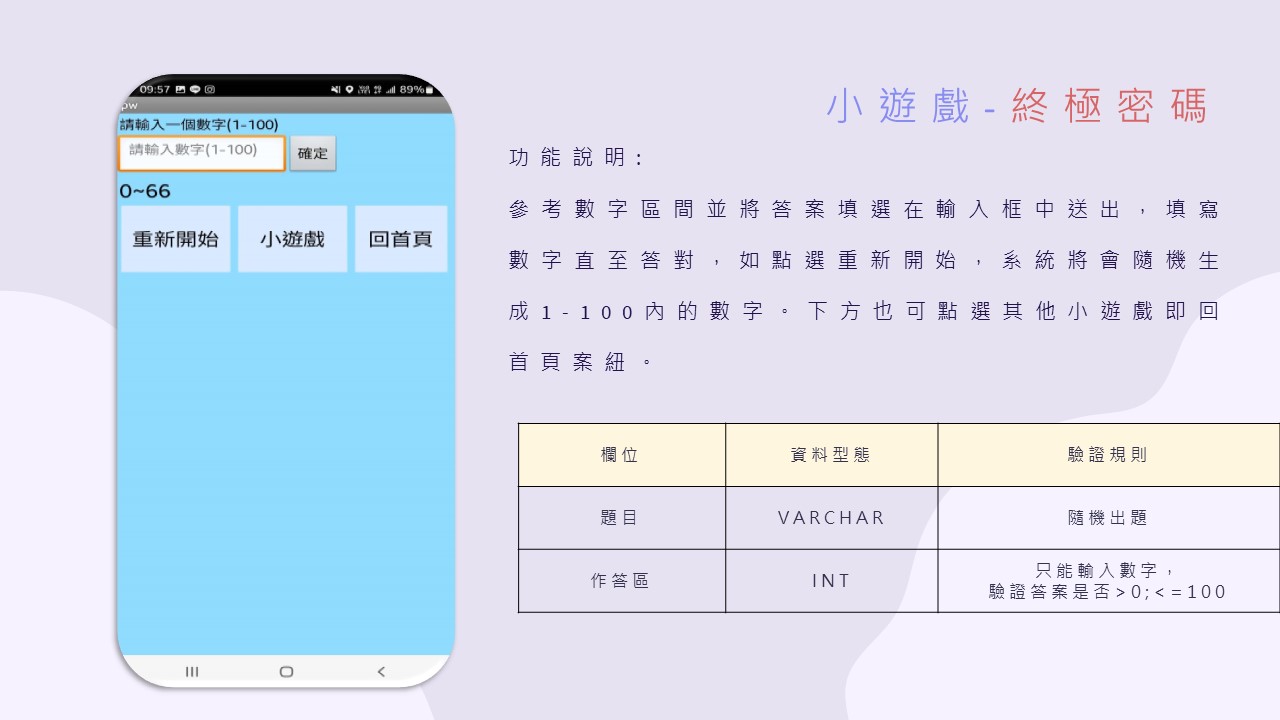 小遊戲-終極密碼
09:57
89%
pw
請輸入一個數字(1-100)
請輸入數字(1-100)
確定
0~66
重新開始
小遊戲
回首頁
功能說明:
參考數字區間並將答案填選在輸入框中送出，填寫
數字直至答對，如點選重新開始，系統將會隨機生
成1-100內的數字。下方也可點選其他小遊戲即回
首頁案紐。
欄位 資料型態 驗證規則
題目 VARCHAR 隨機出題
作答區 INT 只能輸入數字，
驗證答案是否>0;<=100